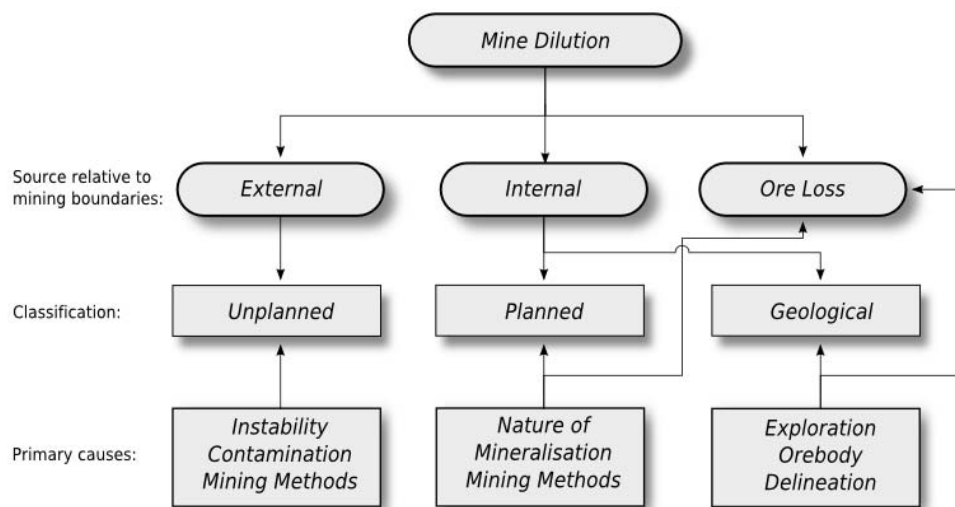 Mine Dilution
Source relative to
mining boundaries:
External
Internal
Ore Loss
Classification:
Unplanned
Planned
Geological
Primary causes:
Instability
Contamination
Mining Methods
Nature of
Mineralisation
Mining Methods
Exploration
Orebody
Delineation